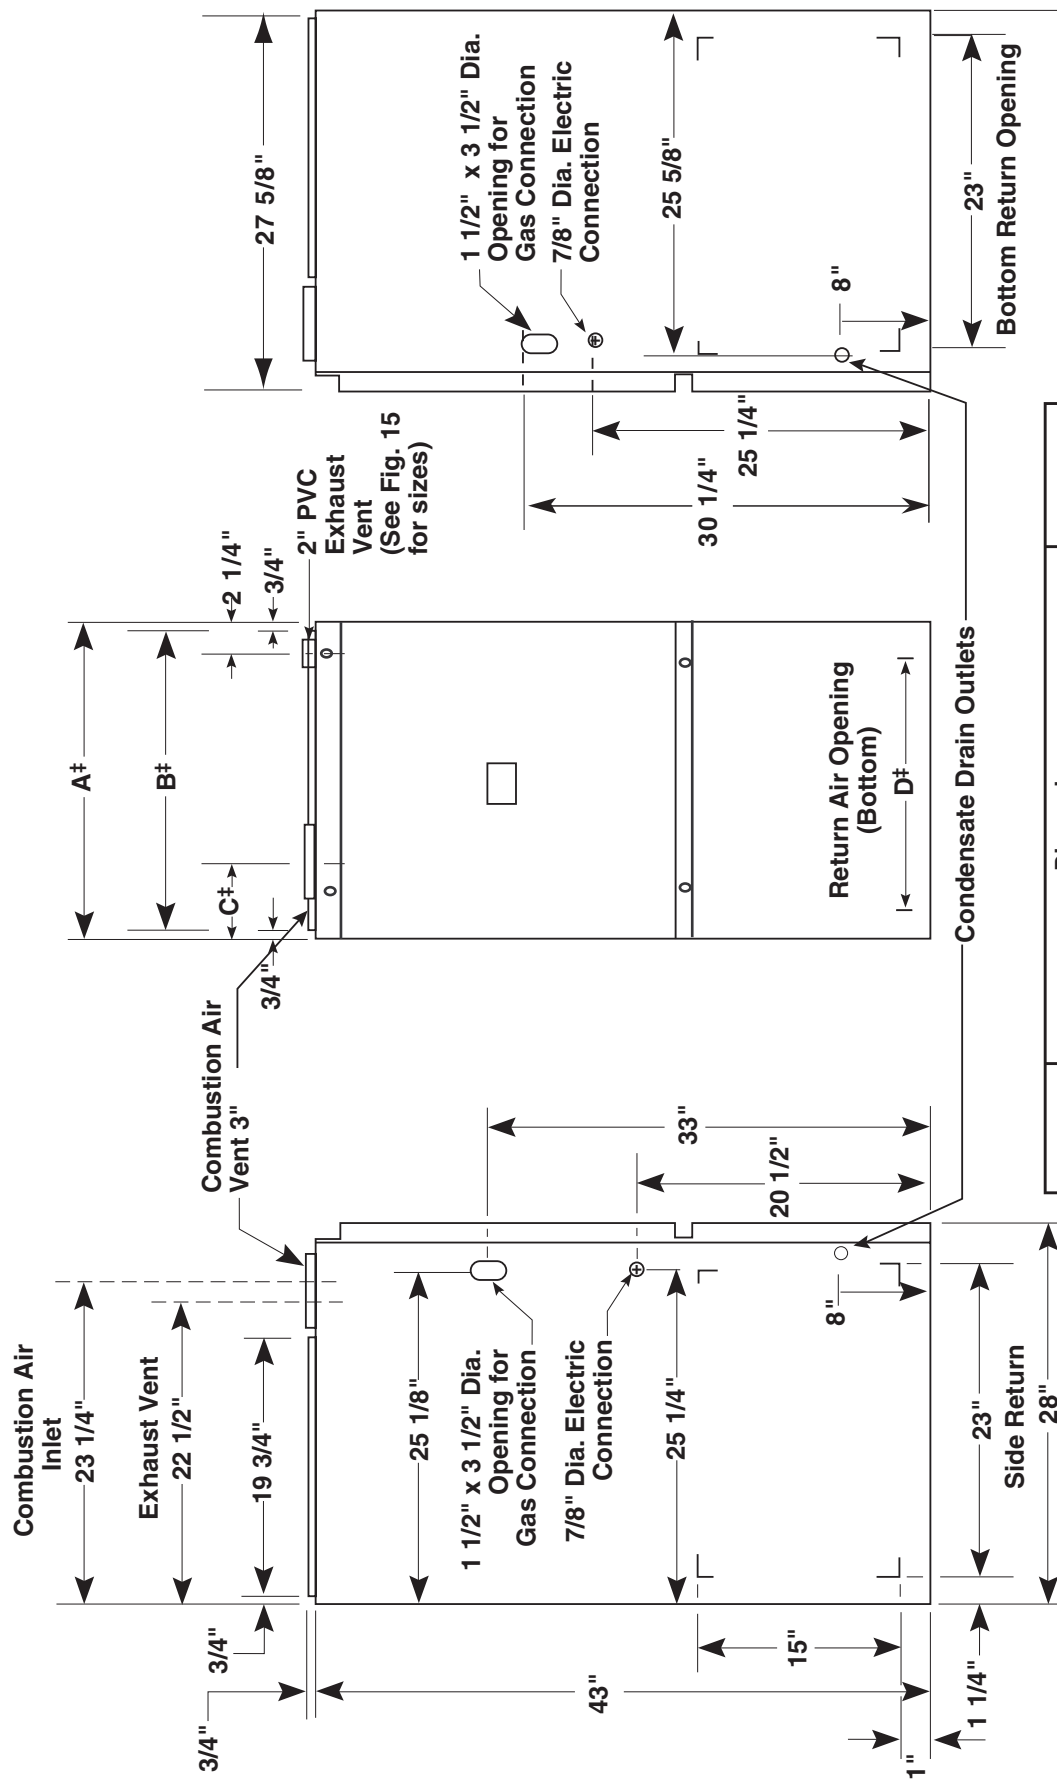 Combustion Air
Inlet
23 1/4"
Exhaust Vent
22 1/2"
19 3/4"
3/4"
3/4"
43"
25 1/8"
1 1/2" x 3 1/2" Dia.
Opening for
Gas Connection
7/8" Dia. Electric
Connection
25 1/4"
15"
1"
1 1/4"
23"
Side Return
28"
8"
33"
20 1/2"
Combustion Air
Vent 3"
A‡
B‡
C‡
3/4"
2 1/4"
3/4"
2" PVC
Exhaust
Vent
(See Fig. 15
for sizes)
Return Air Opening
(Bottom)
D‡
Condensate Drain Outlets
27 5/8"
1 1/2" x 3 1/2" Dia.
Opening for
Gas Connection
7/8" Dia. Electric
Connection
25 5/8"
30 1/4"
25 1/4"
8"
23"
Bottom Return Opening